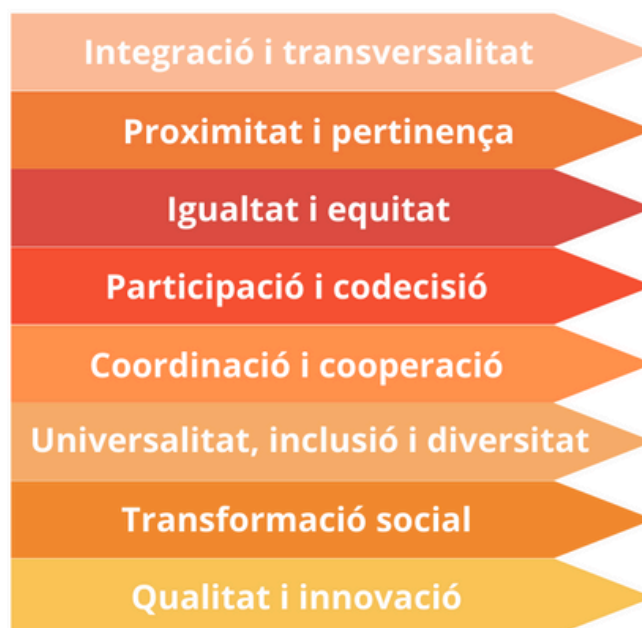 Integració i transversalitat
Proximitat i pertinença
Igualtat i equitat
Participació i codecisió
Coordinació i cooperació
Universalitat, inclusió i diversitat
Transformació social
Qualitat i innovació